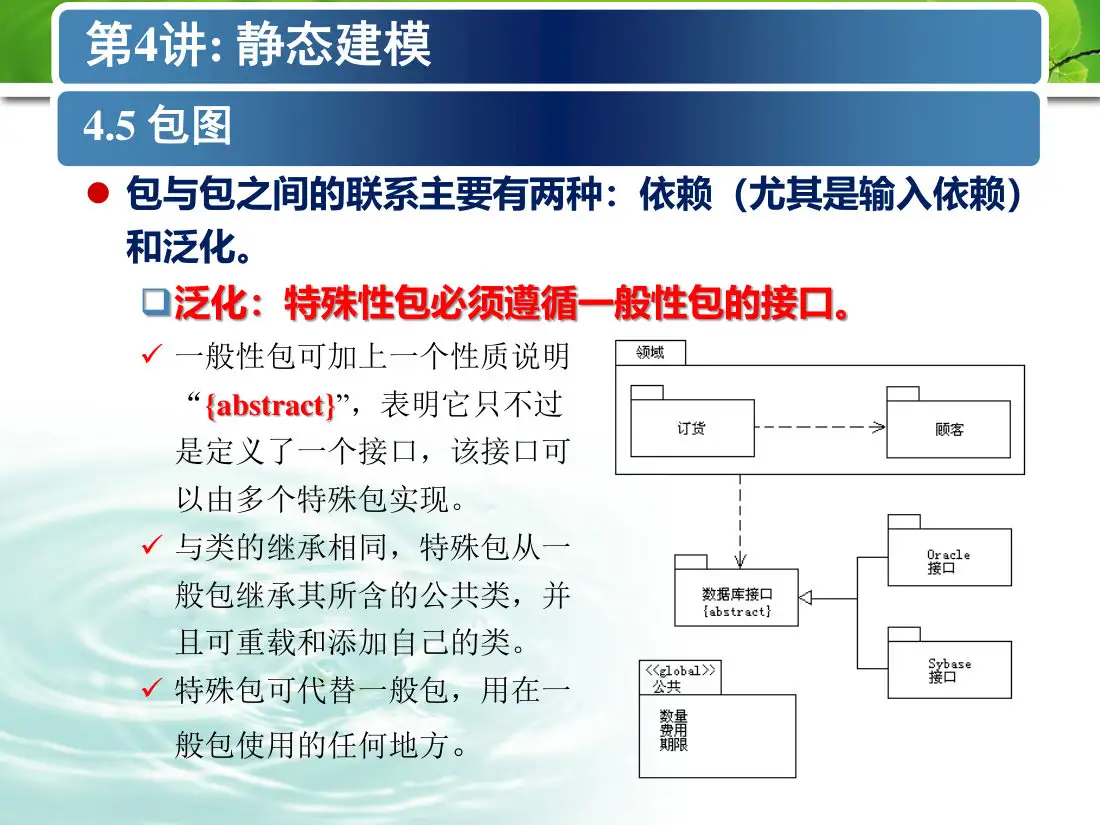 第4讲: 静态建模
4.5 包图
包与包之间的联系主要有两种：依赖（尤其是输入依赖）
和泛化。
泛化：特殊性包必须遵循一般性包的接口。
一般性包可加上一个性质说明
“{abstract}”，表明它只不过
是定义了一个接口，该接口可
以由多个特殊包实现。
与类的继承相同，特殊包从一
般包继承其所含的公共类，并
且可重载和添加自己的类。
特殊包可代替一般包，用在一
般包使用的任何地方。
领域
订货
顾客
数据库接口
{abstract}
Oracle
接口
Sybase
接口
<<global>>
公共
数量
费用
期限